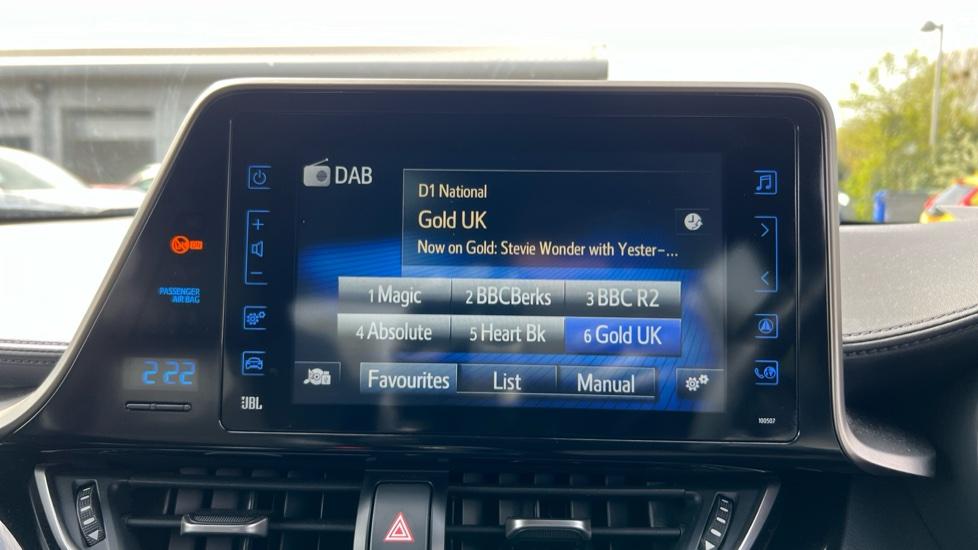 DAB
D1 National
Gold UK
Now on Gold: Stevie Wonder with Yester-...
1 Magic 2 BBCBerks 3 BBC R2
4 Absolute 5 Heart Bk 6 Gold UK
Favourites List Manual
PASSENGER
AIR BAG
2:22
JBL
100507